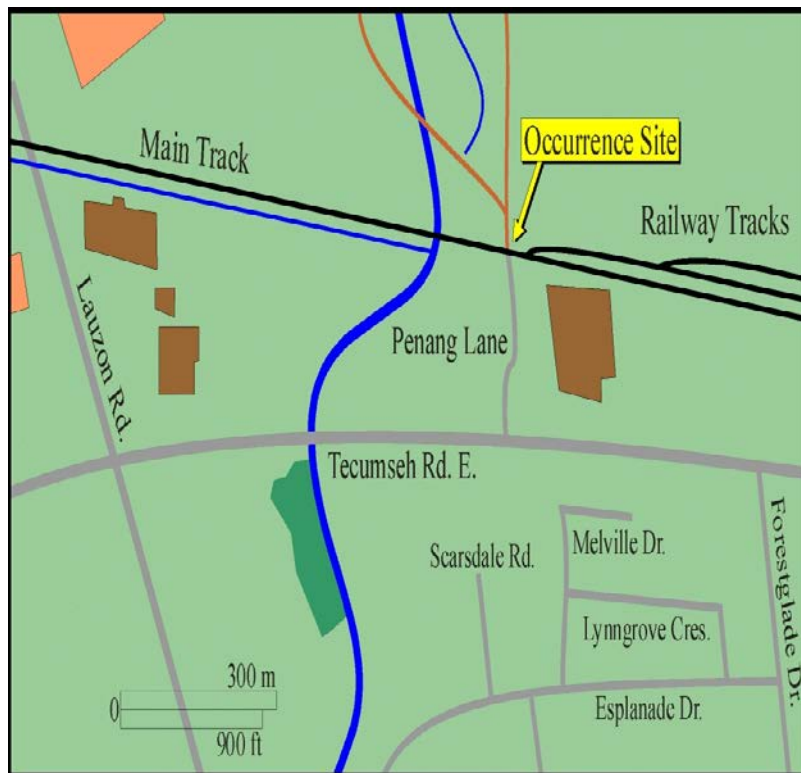 Main Track
Occurrence Site
Railway Tracks
Lauzon Rd.
Penang Lane
Tecumseh Rd. E.
Scarsdale Rd.
Melville Dr.
Forestglade Dr.
Lynngrove Cres.
Esplanade Dr.
300 m
0
900 ft